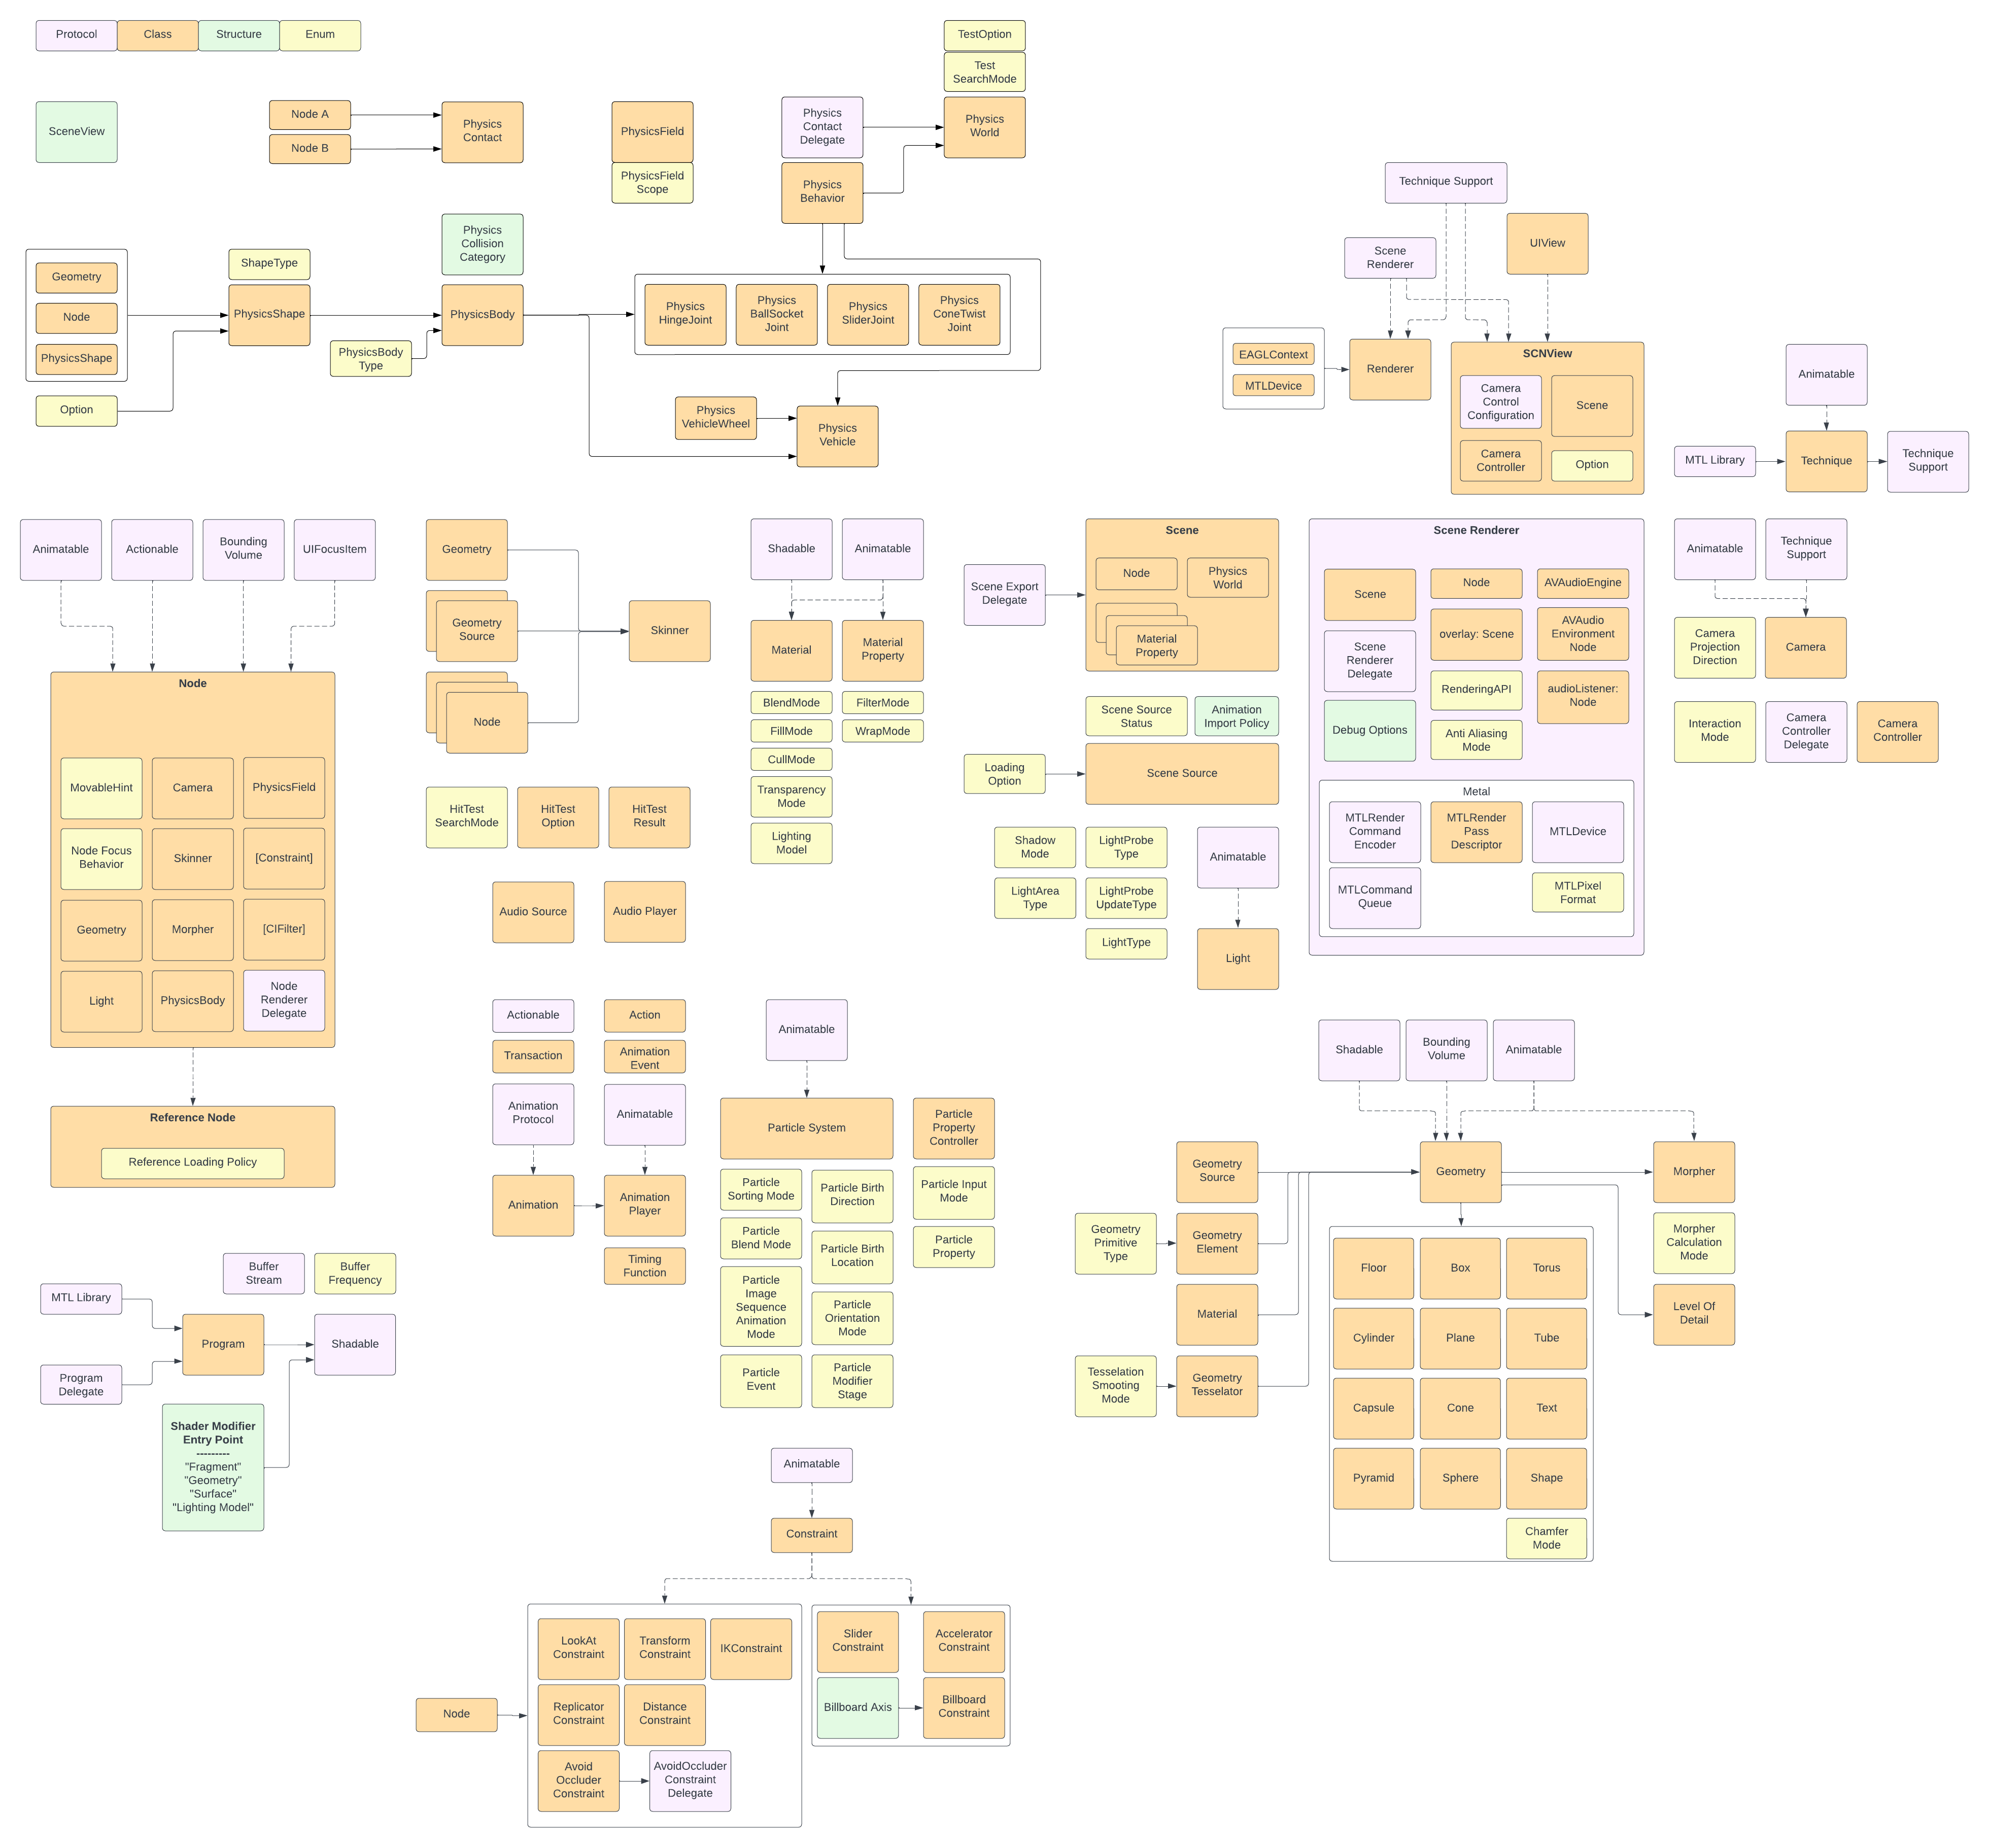 Protocol
Class
Structure
Enum
TestOption
Test
SearchMode
SceneView
Node A
Node B
Physics
Contact
PhysicsField
PhysicsField
Scope
Physics
Contact
Delegate
Physics
World
Physics
Behavior
Technique Support
Scene
Renderer
UIView
Geometry
Node
PhysicsShape
Option
ShapeType
PhysicsShape
PhysicsBody
Type
Physics
Collision
Category
PhysicsBody
Physics
HingeJoint
Physics
BallSocket
Joint
Physics
SliderJoint
Physics
ConeTwist
Joint
Physics
VehicleWheel
Physics
Vehicle
EAGLContext
MTLDevice
Renderer
SCNView
Camera
Control
Configuration
Scene
Camera
Controller
Option
Animatable
MTL Library
Technique
Technique
Support
Animatable
Actionable
Bounding
Volume
UIFocusItem
Node
MovableHint
Camera
PhysicsField
Node Focus
Behavior
Skinner
[Constraint]
Geometry
Morpher
[CIFilter]
Light
PhysicsBody
Node
Renderer
Delegate
Reference Node
Reference Loading Policy
Geometry
Geometry
Source
Node
Skinner
HitTest
SearchMode
HitTest
Option
HitTest
Result
Audio Source
Audio Player
Shadable
Animatable
Material
Material
Property
BlendMode
FilterMode
FillMode
WrapMode
CullMode
Transparency
Mode
Lighting
Model
Scene Export
Delegate
Scene
Node
Physics
World
Material
Property
Scene Source
Status
Animation
Import Policy
Loading
Option
Scene Source
Shadow
Mode
LightProbe
Type
LightArea
Type
LightProbe
UpdateType
LightType
Animatable
Light
Scene Renderer
Scene
Node
AVAudioEngine
Scene
Renderer
Delegate
overlay: Scene
AVAudio
Environment
Node
RenderingAPI
audioListener:
Node
Debug Options
Anti Aliasing
Mode
Metal
MTLRender
Command
Encoder
MTLRender
Pass
Descriptor
MTLDevice
MTLCommand
Queue
MTLPixel
Format
Animatable
Technique
Support
Camera
Projection
Direction
Camera
Interaction
Mode
Camera
Controller
Delegate
Camera
Controller
Actionable
Action
Transaction
Animation
Event
Animation
Protocol
Animatable
Animation
Animation
Player
Timing
Function
Animatable
Particle System
Particle
Property
Controller
Particle
Sorting Mode
Particle Birth
Direction
Particle Input
Mode
Particle
Blend Mode
Particle Birth
Location
Particle
Property
Particle
Image
Sequence
Animation
Mode
Particle
Orientation
Mode
Particle
Event
Particle
Modifier
Stage
Buffer
Stream
Buffer
Frequency
MTL Library
Program
Shadable
Program
Delegate
Shader Modifier
Entry Point
---------
"Fragment"
"Geometry"
"Surface"
"Lighting Model"
Shadable
Bounding
Volume
Animatable
Geometry
Source
Geometry
Morpher
Geometry
Primitive
Type
Geometry
Element
Morpher
Calculation
Mode
Material
Level Of
Detail
Tesselation
Smooting
Mode
Geometry
Tesselator
Floor
Box
Torus
Cylinder
Plane
Tube
Capsule
Cone
Text
Pyramid
Sphere
Shape
Chamfer
Mode
Animatable
Constraint
Node
LookAt
Constraint
Transform
Constraint
IKConstraint
Replicator
Constraint
Distance
Constraint
Avoid
Occluder
Constraint
AvoidOccluder
Constraint
Delegate
Slider
Constraint
Accelerator
Constraint
Billboard Axis
Billboard
Constraint